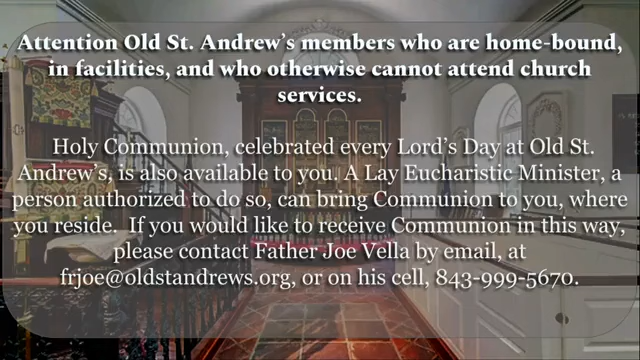 Attention Old St. Andrew's members who are home-bound,
in facilities, and who otherwise cannot attend church
services.
Holy Communion, celebrated every Lord's Day at Old St.
Andrew's, is also available to you. A Lay Eucharistic Minister, a
person authorized to do so, can bring Communion to you, where
you reside. If you would like to receive Communion in this way,
please contact Father Joe Vella by email, at
frjoe@oldstandrews.org, or on his cell, 843-999-5670.